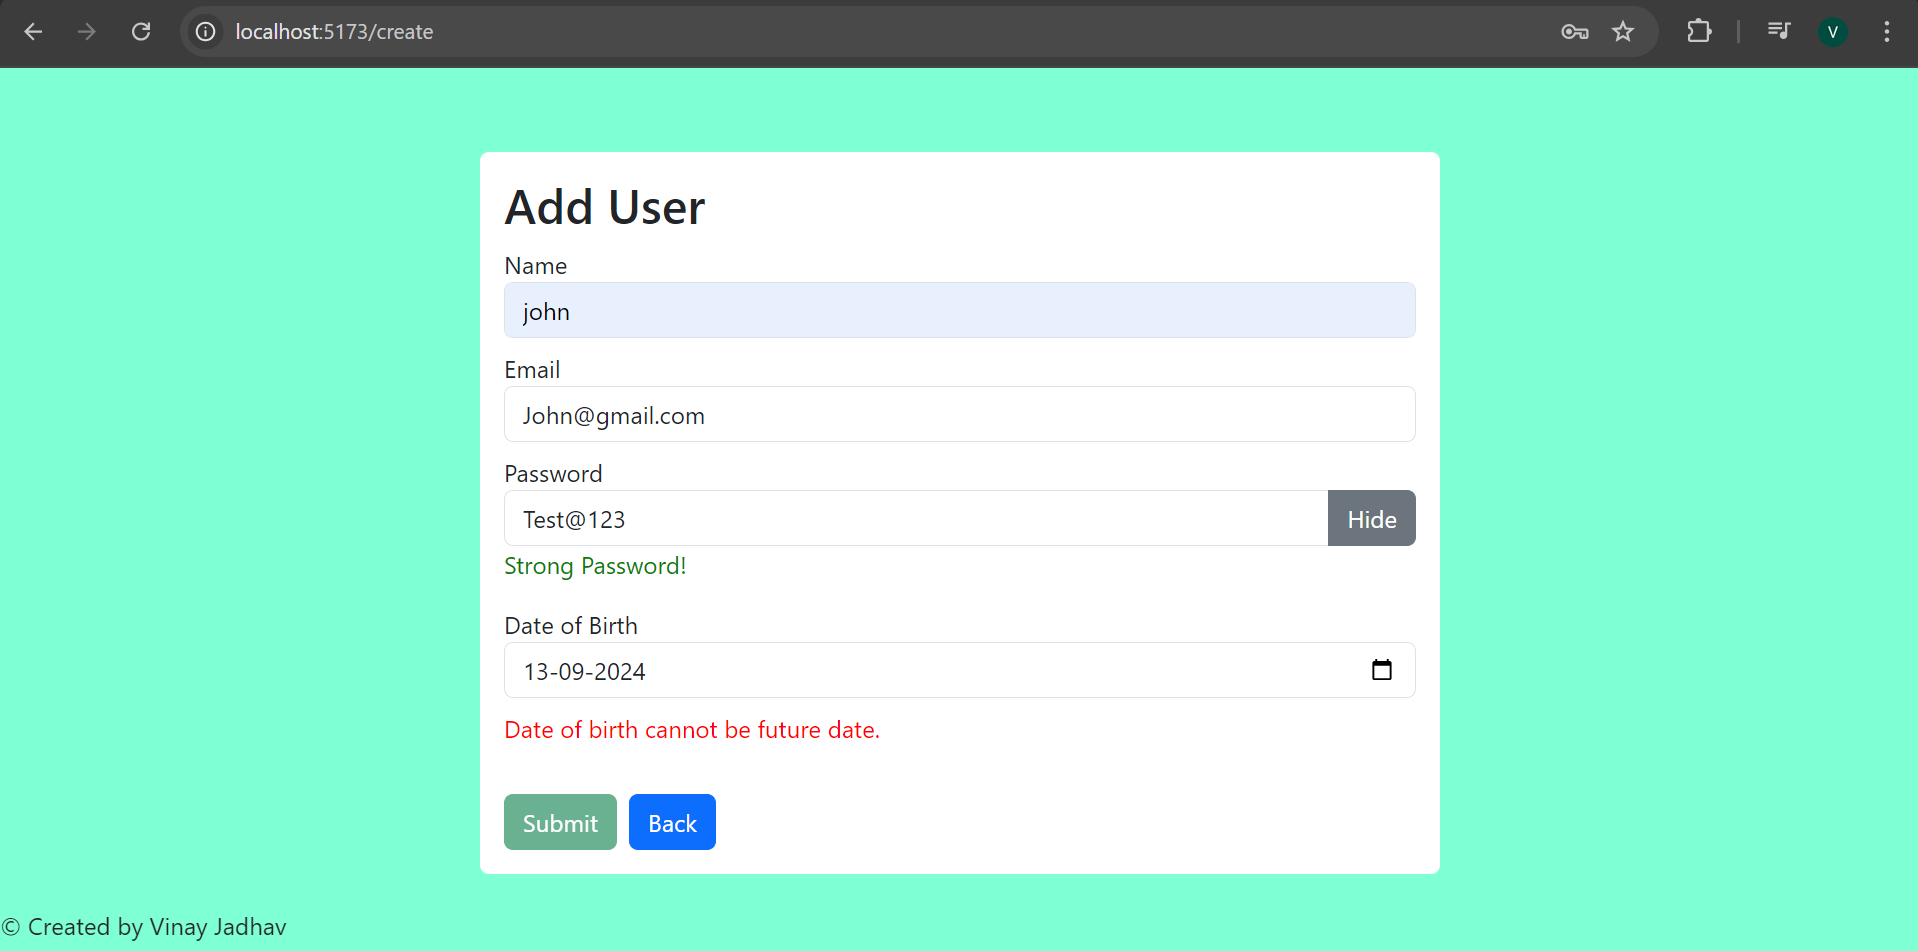 localhost:5173/create
V
Add User
Name
john
Email
John@gmail.com
Password
Test@123
Hide
Strong Password!
Date of Birth
13-09-2024
Date of birth cannot be future date.
Submit Back
© Created by Vinay Jadhav